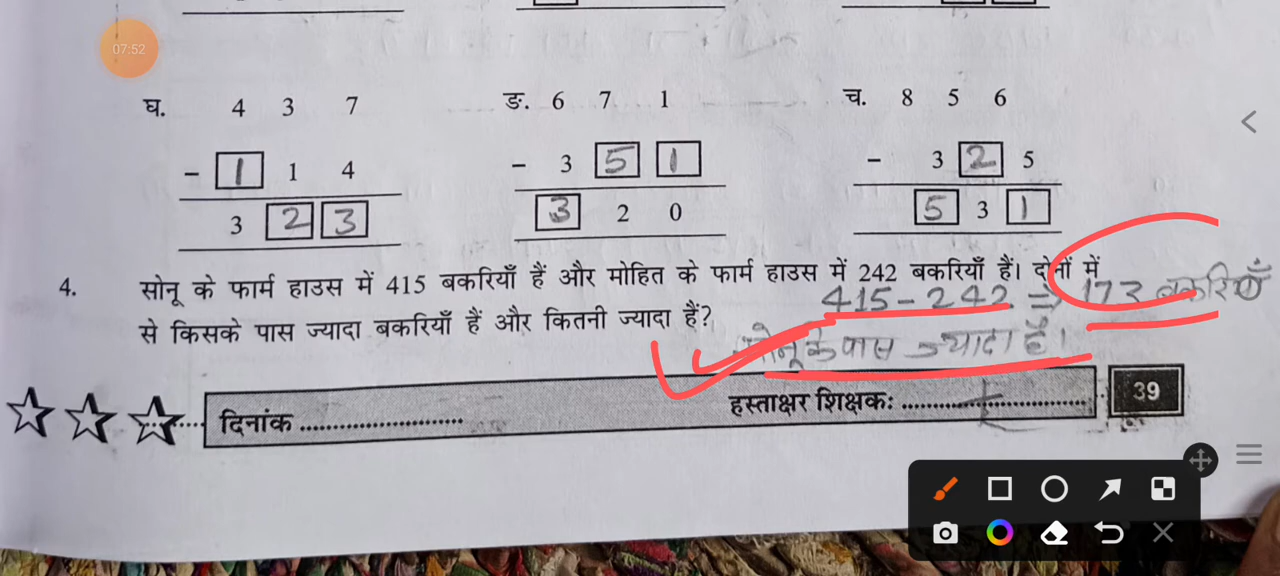 07:52
घ. 4 3 7 ङ. 6 7 1 च. 8 5 6
- 1 1 4 - 3 5 1 - 3 2 5
3 2 3 3 2 0 5 3 1
4. सोनू के फार्म हाउस में 415 बकरियाँ हैं और मोहित के फार्म हाउस में 242 बकरियाँ हैं। दोनों में
से किसके पास ज्यादा बकरियाँ हैं और कितनी ज्यादा हैं?
415-242 ⇒ 173 बकरियाँ
सोनू के पास ज्यादा है।
दिनांक ........................... हस्ताक्षर शिक्षक: ............................... 39